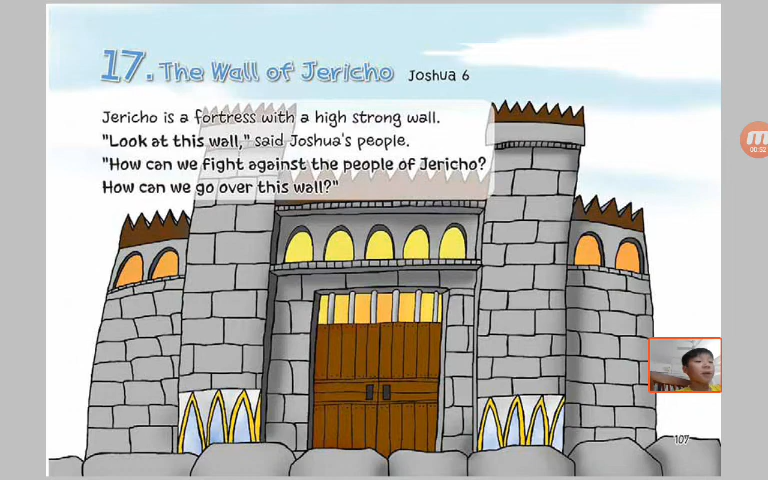 17. The Wall of Jericho Joshua 6
Jericho is a fortress with a high strong wall.
"Look at this wall," said Joshua's people.
"How can we fight against the people of Jericho?
How can we go over this wall?"
00:52
107